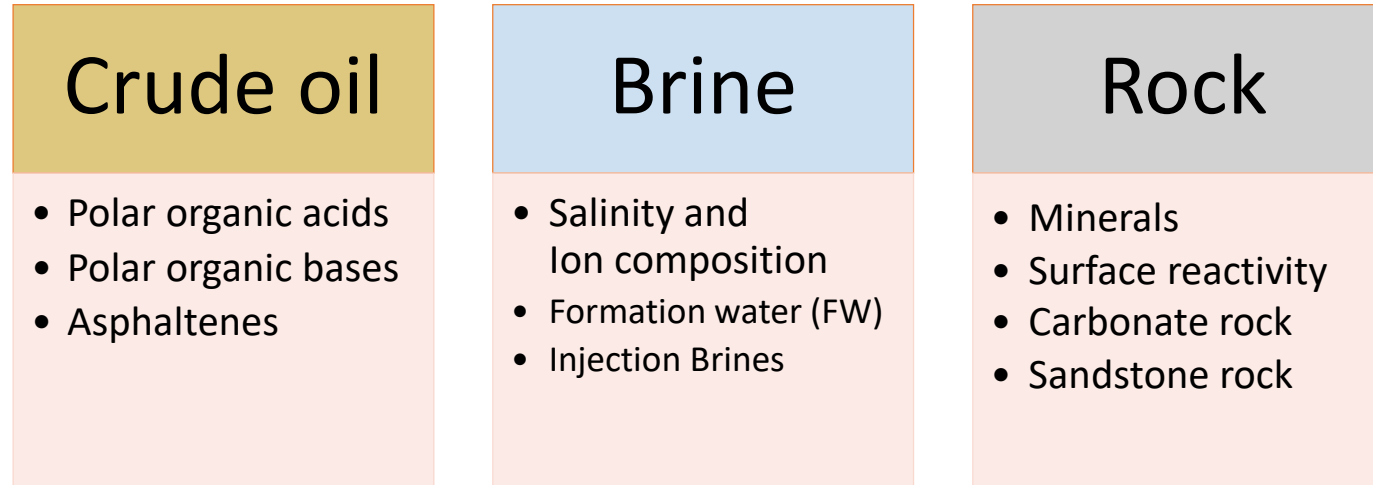 Crude oil
• Polar organic acids
• Polar organic bases
• Asphaltenes
Brine
• Salinity and
Ion composition
• Formation water (FW)
• Injection Brines
Rock
• Minerals
• Surface reactivity
• Carbonate rock
• Sandstone rock